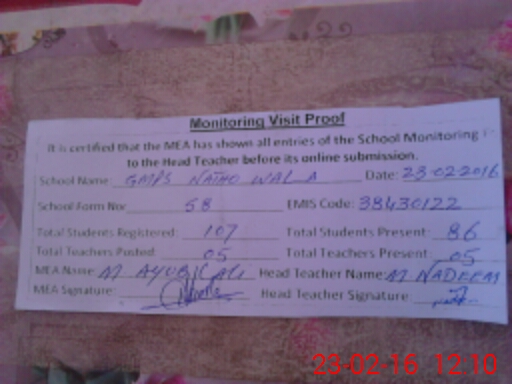 Monitoring Visit Proof
It is certified that the MEA has shown all entries of the School Monitoring
to the Head Teacher before its online submission.
School Name: GMPS NATHO WALA Date: 23-02-2016
School Form No: 58 EMIS Code: 38430122
Total Students Registered: 107 Total Students Present: 86
Total Teachers Posted: 05 Total Teachers Present: 05
MEA Name: M AYUB Head Teacher Name: M NADEEM
MEA Signature: Head Teacher Signature:
23-02-16 12:10